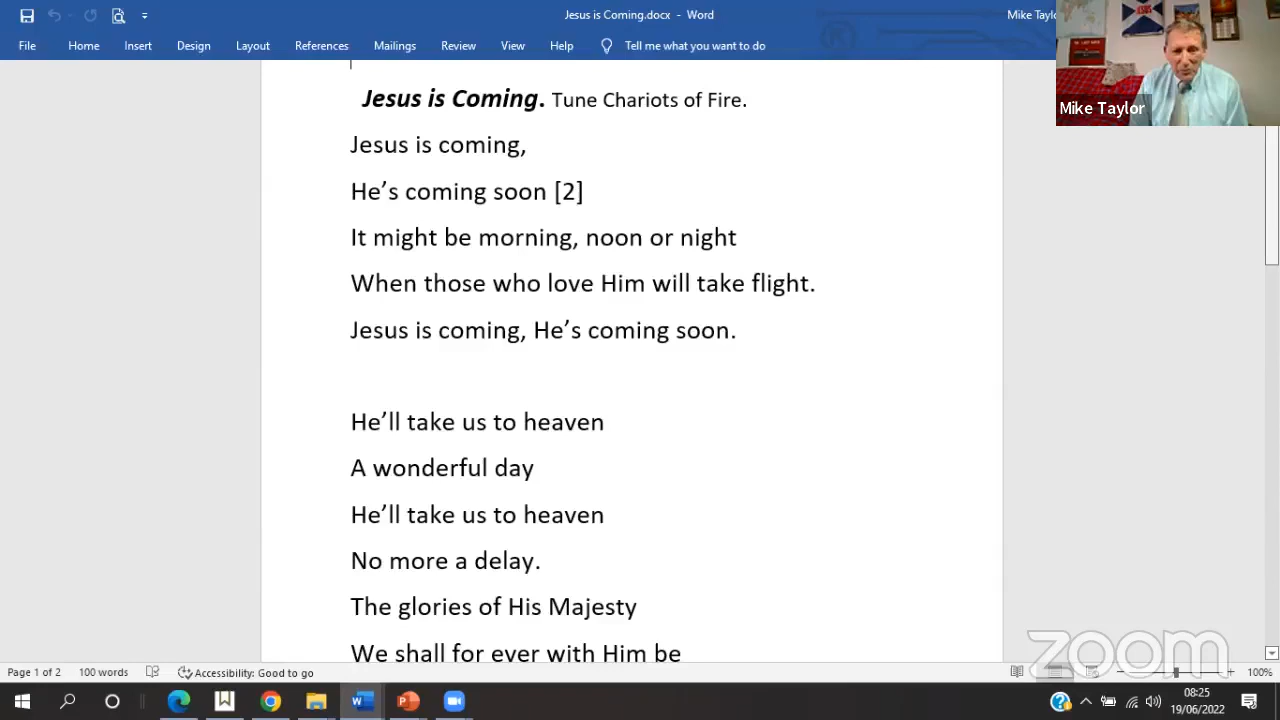 Jesus is Coming.docx - Word
Mike Taylo
File Home Insert Design Layout References Mailings Review View Help Tell me what you want to do
JESUS
Mike Taylor
Jesus is Coming. Tune Chariots of Fire.
Jesus is coming,
He’s coming soon [2]
It might be morning, noon or night
When those who love Him will take flight.
Jesus is coming, He’s coming soon.
He’ll take us to heaven
A wonderful day
He’ll take us to heaven
No more a delay.
The glories of His Majesty
We shall for ever with Him be
zoom
Page 1 of 2 100 words Accessibility: Good to go 100%
08:25
19/06/2022